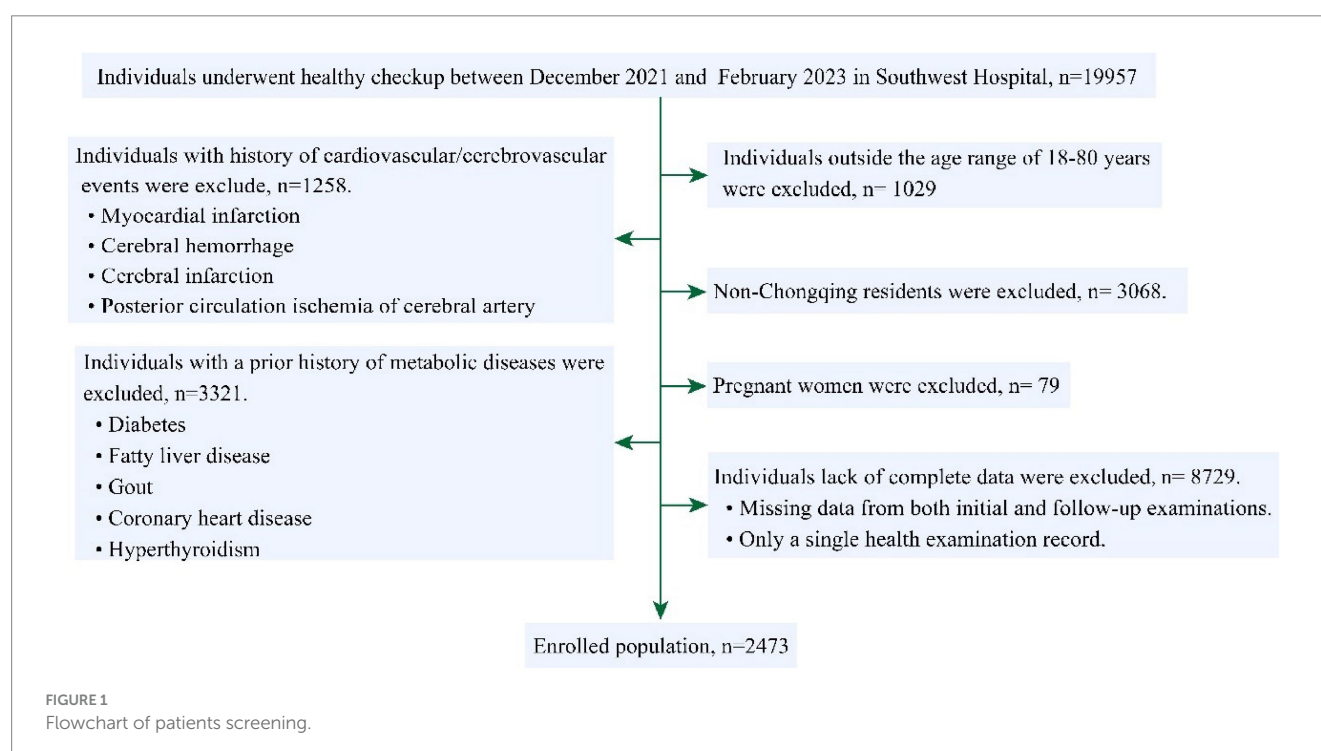 Individuals underwent healthy checkup between December 2021 and February 2023 in Southwest Hospital, n=19957
Individuals with history of cardiovascular/cerebrovascular
events were exclude, n=1258.
• Myocardial infarction
• Cerebral hemorrhage
• Cerebral infarction
• Posterior circulation ischemia of cerebral artery
Individuals outside the age range of 18-80 years
were excluded, n= 1029
Non-Chongqing residents were excluded, n= 3068.
Individuals with a prior history of metabolic diseases were
excluded, n=3321.
• Diabetes
• Fatty liver disease
• Gout
• Coronary heart disease
• Hyperthyroidism
Pregnant women were excluded, n= 79
Individuals lack of complete data were excluded, n= 8729.
• Missing data from both initial and follow-up examinations.
• Only a single health examination record.
Enrolled population, n=2473
FIGURE 1
Flowchart of patients screening.